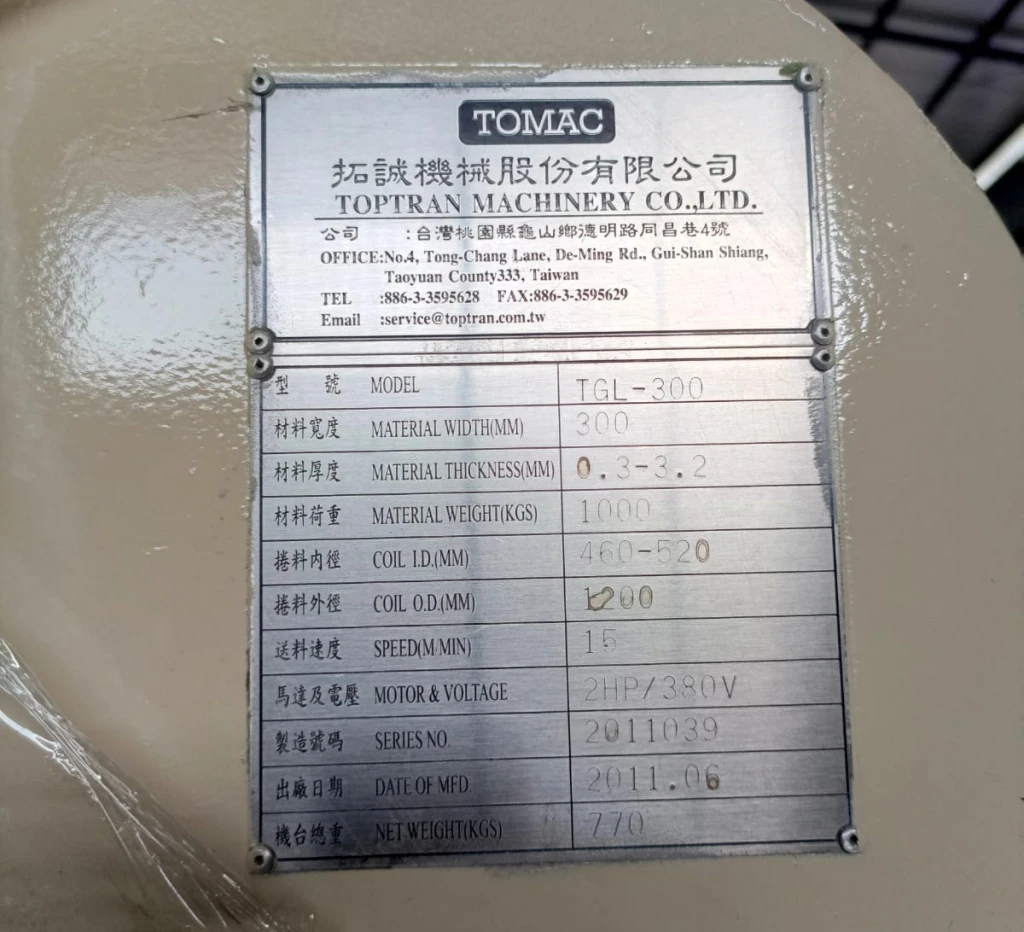 TOMAC
拓誠機械股份有限公司
TOPTRAN MACHINERY CO.,LTD.
公司 :台灣桃園縣龜山鄉德明路同昌巷4號
OFFICE:No.4, Tong-Chang Lane, De-Ming Rd., Gui-Shan Shiang,
Taoyuan County333, Taiwan
TEL :886-3-3595628 FAX:886-3-3595629
Email :service@toptran.com.tw
型號 MODEL TGL-300
材料寬度 MATERIAL WIDTH(MM) 300
材料厚度 MATERIAL THICKNESS(MM) 0.3-3.2
材料荷重 MATERIAL WEIGHT(KGS) 1000
捲料内徑 COIL I.D.(MM) 460-520
捲料外徑 COIL O.D.(MM) 1200
送料速度 SPEED(M/MIN) 15
馬達及電壓 MOTOR & VOLTAGE 2HP/380V
製造號碼 SERIES NO. 2011039
出廠日期 DATE OF MFD. 2011.06
機台總重 NET WEIGHT(KGS) 770